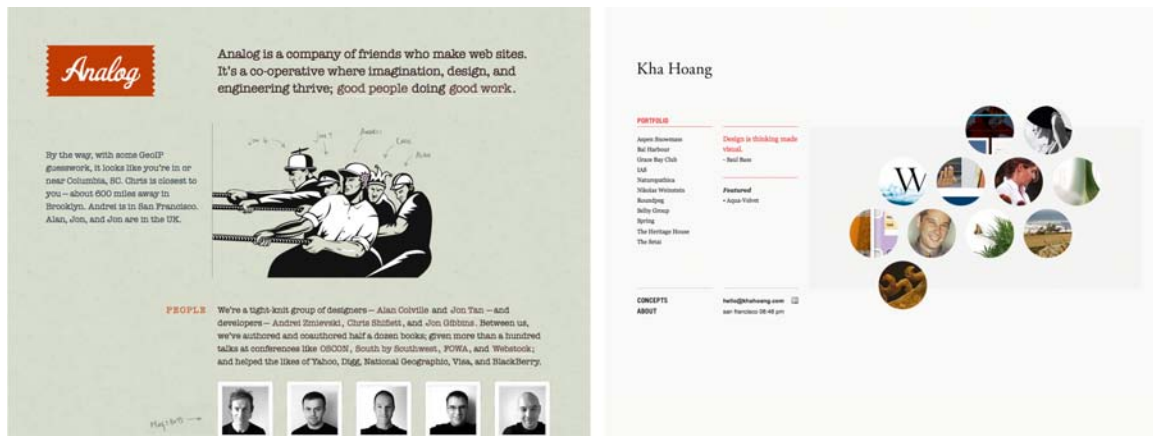 Analog
Analog is a company of friends who make web sites.
It's a co-operative where imagination, design, and
engineering thrive; good people doing good work.
By the way, with some GeoIP
guesswork, it looks like you're in or
near Columbia, SC. Chris is closest to
you – about 600 miles away in
Brooklyn. Andrei is in San Francisco.
Alan, Jon, and Jon are in the UK.
PEOPLE
We're a tight-knit group of designers – Alan Colville and Jon Tan – and
developers – Andrei Zmievski, Chris Shiflett, and Jon Gibbins. Between us,
we've authored and coauthored half a dozen books; given more than a hundred
talks at conferences like OSCON, South by Southwest, FOWA, and Webstock;
and helped the likes of Yahoo, Digg, National Geographic, Visa, and BlackBerry.
Kha Hoang
PORTFOLIO
Aspen Snowmass
Bal Harbour
Grace Bay Club
IAB
Naturopathica
Nikolas Weinstein
Roundpeg
Selby Group
Spring
The Heritage House
The Setai
Design is thinking made
visual.
- Saul Bass
Featured
• Aqua Velvet
CONCEPTS
ABOUT
hello@khahoang.com
san francisco 06:48 pm
W